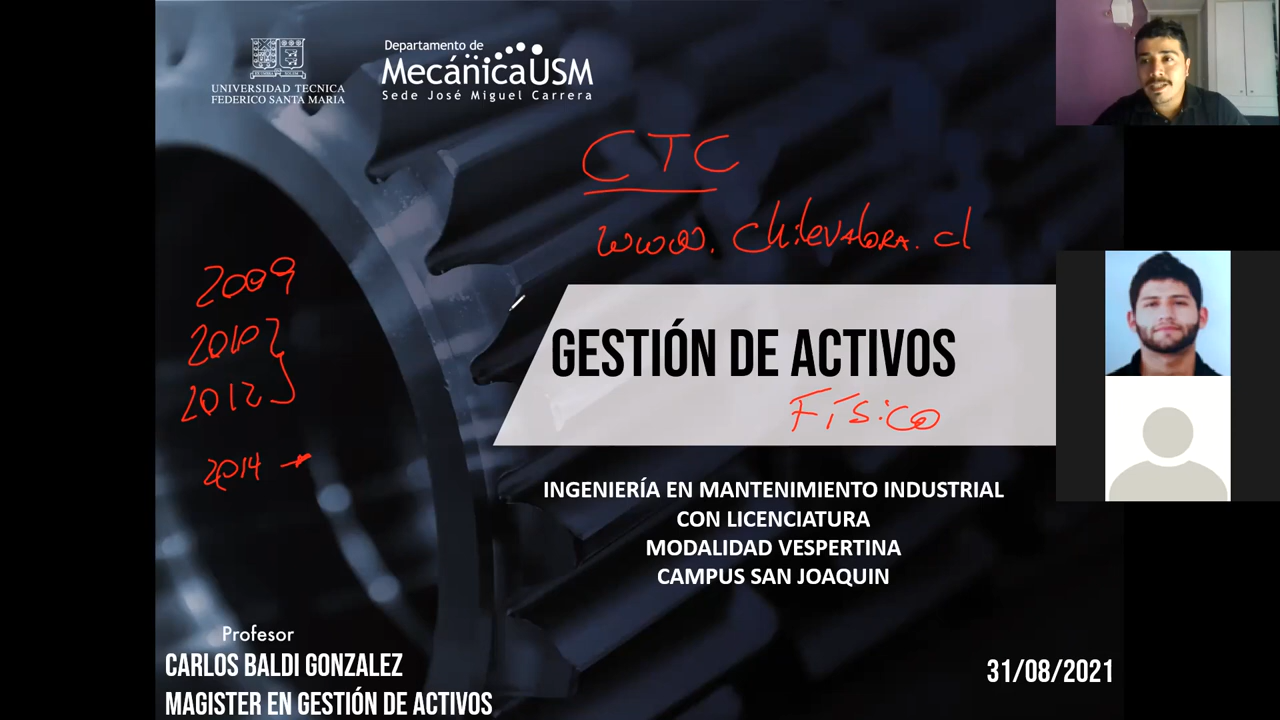 Departamento de
MecánicaUSM
Sede José Miguel Carrera
UNIVERSIDAD TECNICA
FEDERICO SANTA MARIA
CTC
www.chilevalora.cl
2009
2010
2012
2014
GESTIÓN DE ACTIVOS
FÍSICO
INGENIERÍA EN MANTENIMIENTO INDUSTRIAL
CON LICENCIATURA
MODALIDAD VESPERTINA
CAMPUS SAN JOAQUIN
Profesor
CARLOS BALDI GONZALEZ
MAGISTER EN GESTIÓN DE ACTIVOS
31/08/2021